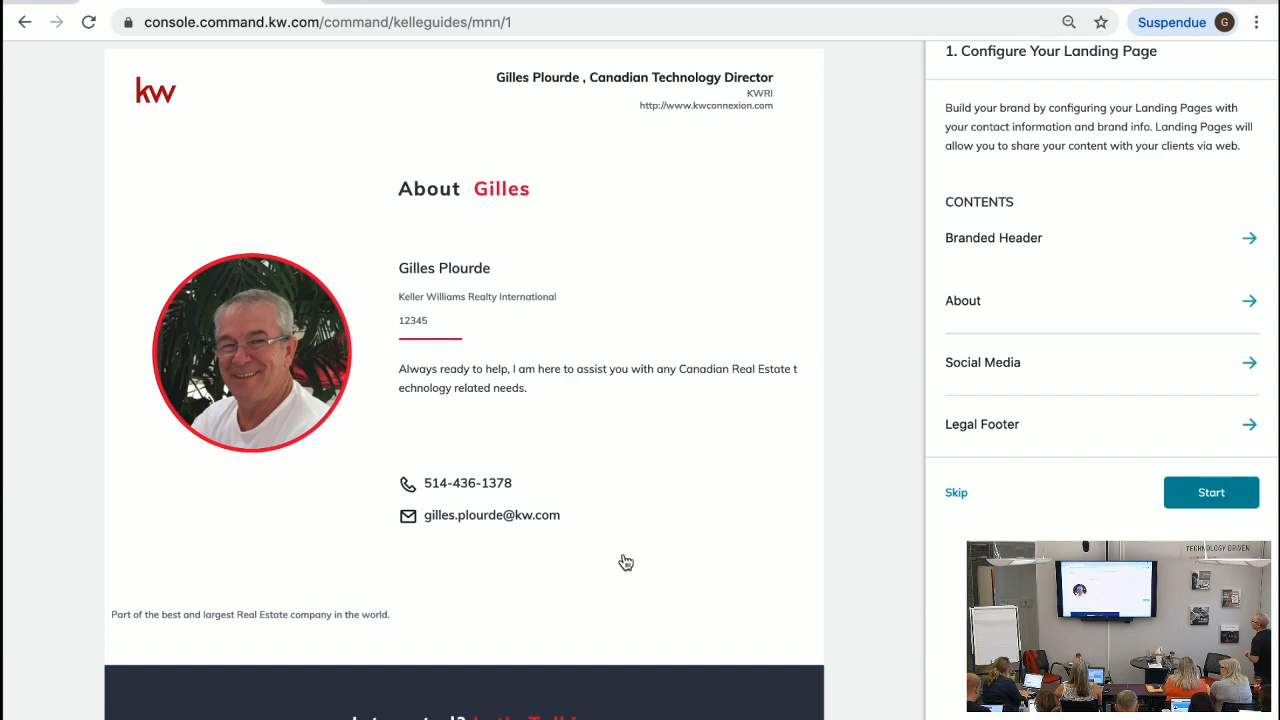 console.command.kw.com/command/kelleguides/mnn/1
Suspendue
G
kw
Gilles Plourde , Canadian Technology Director
KWRI
http://www.kwconnexion.com
About Gilles
Gilles Plourde
Keller Williams Realty International
12345
Always ready to help, I am here to assist you with any Canadian Real Estate t
echnology related needs.
514-436-1378
gilles.plourde@kw.com
Part of the best and largest Real Estate company in the world.
1. Configure Your Landing Page
Build your brand by configuring your Landing Pages with
your contact information and brand info. Landing Pages will
allow you to share your content with your clients via web.
CONTENTS
Branded Header
About
Social Media
Legal Footer
Skip
Start
TECHNOLOGY DRIVEN